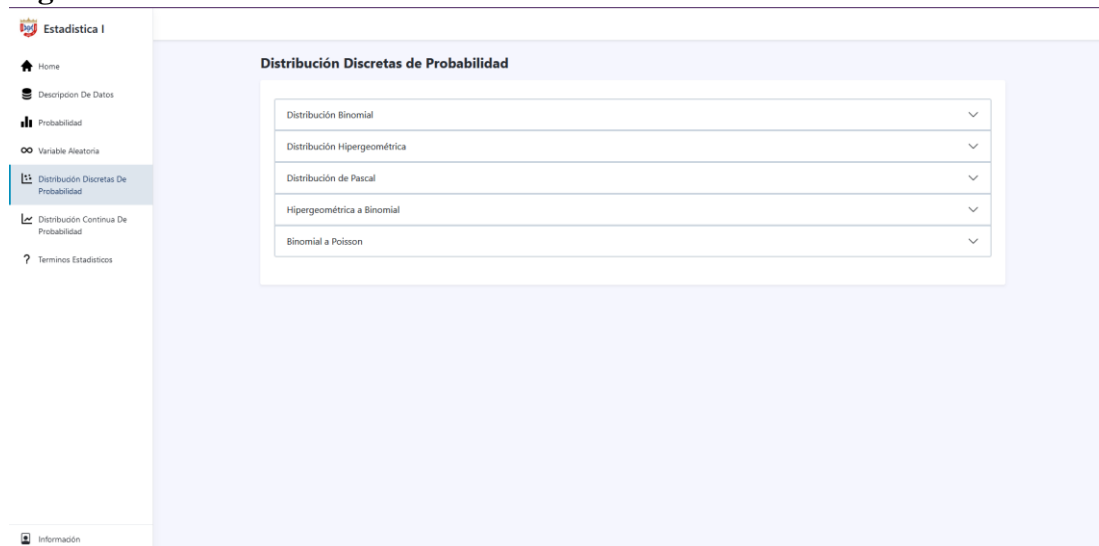 Estadistica I
Home
Descripcion De Datos
Probabilidad
Variable Aleatoria
Distribución Discretas De
Probabilidad
Distribución Continua De
Probabilidad
Terminos Estadisticos
Información
Distribución Discretas de Probabilidad
Distribución Binomial
Distribución Hipergeométrica
Distribución de Pascal
Hipergeométrica a Binomial
Binomial a Poisson